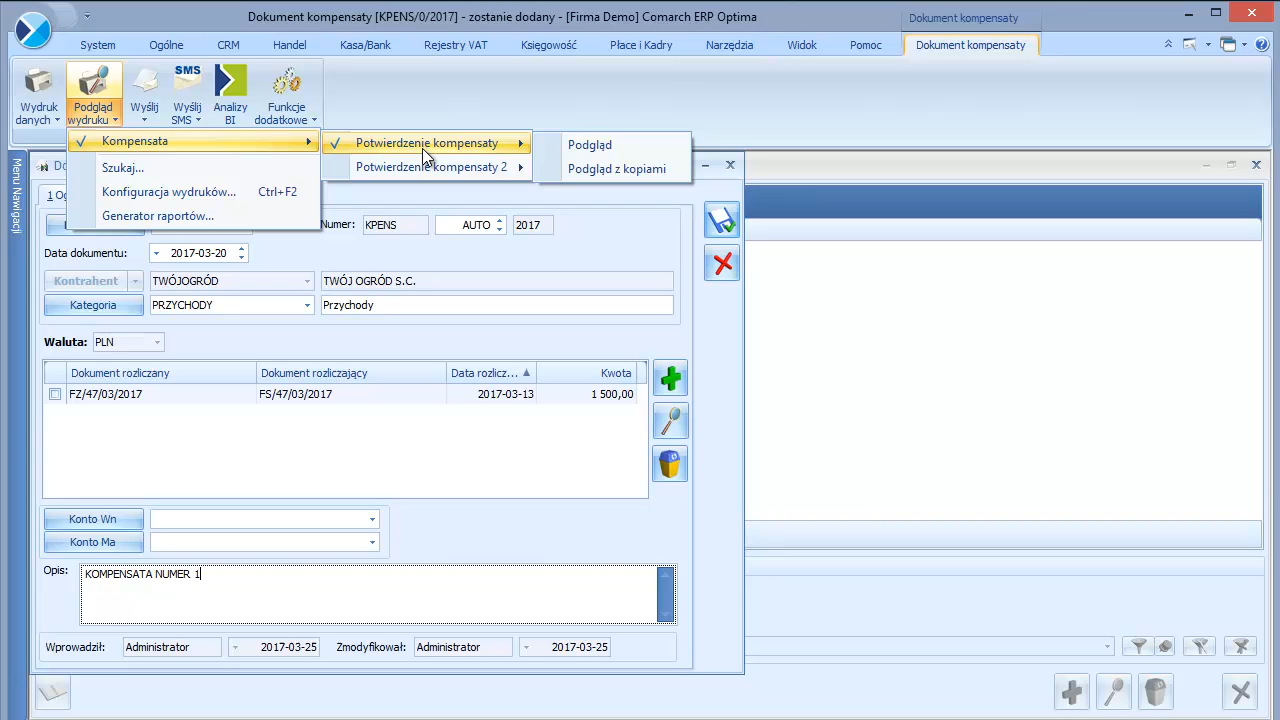 Dokument kompensaty [KPENS/0/2017] - zostanie dodany - [Firma Demo] Comarch ERP Optima
Dokument kompensaty
System Ogólne CRM Handel Kasa/Bank Rejestry VAT Księgowość Płace i Kadry Narzędzia Widok Pomoc Dokument kompensaty
SMS
Wydruk danych
Podgląd wydruku
Wyślij
Wyślij SMS
Analizy BI
Funkcje dodatkowe
Kompensata
Szukaj...
Konfiguracja wydruków... Ctrl+F2
Generator raportów...
Potwierdzenie kompensaty
Potwierdzenie kompensaty 2
Podgląd
Podgląd z kopiami
Menu Nawigacji
Numer: KPENS AUTO 2017
Data dokumentu: 2017-03-20
Kontrahent TWÓJOGRÓD TWÓJ OGRÓD S.C.
Kategoria PRZYCHODY Przychody
Waluta: PLN
Dokument rozliczany Dokument rozliczający Data rozlicz... Kwota
FZ/47/03/2017 FS/47/03/2017 2017-03-13 1 500,00
Konto Wn
Konto Ma
Opis: KOMPENSATA NUMER 1
Wprowadził: Administrator 2017-03-25 Zmodyfikował: Administrator 2017-03-25